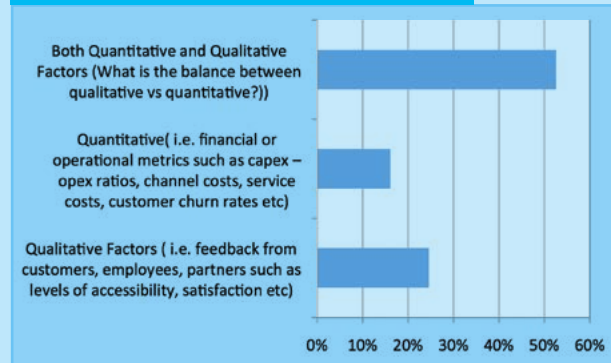 Both Quantitative and Qualitative
Factors (What is the balance between
qualitative vs quantitative?))
Quantitative( i.e. financial or
operational metrics such as capex –
opex ratios, channel costs, service
costs, customer churn rates etc)
Qualitative Factors ( i.e. feedback from
customers, employees, partners such as
levels of accessibility, satisfaction etc)
0% 10% 20% 30% 40% 50% 60%